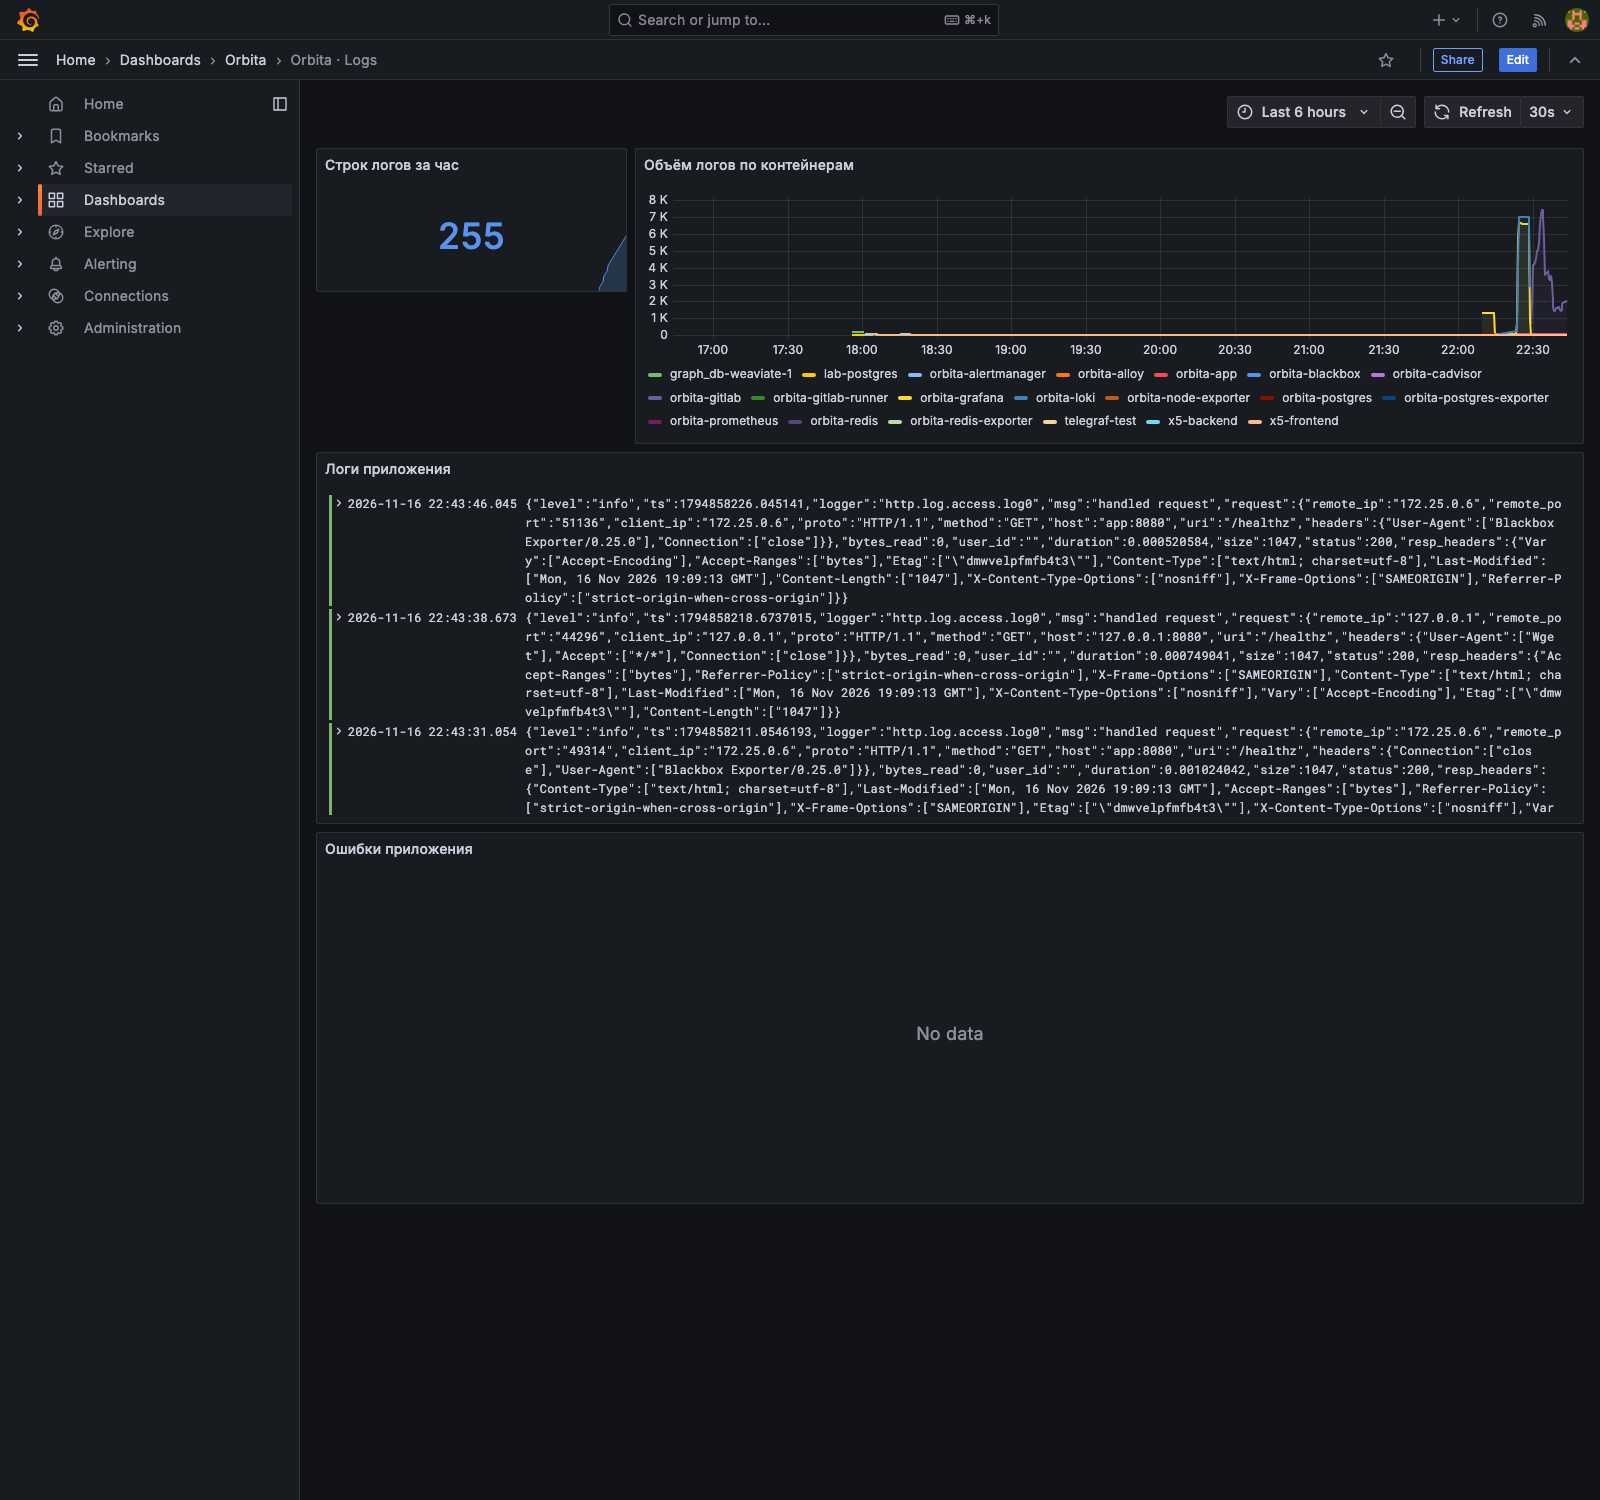 Search or jump to... ⌘+k
Home › Dashboards › Orbita › Orbita · Logs
Share
Edit
Home
Bookmarks
Starred
Dashboards
Explore
Alerting
Connections
Administration
Last 6 hours
Refresh
30s
Строк логов за час
255
Объём логов по контейнерам
8 K
7 K
6 K
5 K
4 K
3 K
2 K
1 K
0
17:00 17:30 18:00 18:30 19:00 19:30 20:00 20:30 21:00 21:30 22:00 22:30
graph_db-weaviate-1 lab-postgres orbita-alertmanager orbita-alloy orbita-app orbita-blackbox orbita-cadvisor
orbita-gitlab orbita-gitlab-runner orbita-grafana orbita-loki orbita-node-exporter orbita-postgres orbita-postgres-exporter
orbita-prometheus orbita-redis orbita-redis-exporter telegraf-test x5-backend x5-frontend
Логи приложения
2026-11-16 22:43:46.045 {"level":"info","ts":1794858226.045141,"logger":"http.log.access.log0","msg":"handled request","request":{"remote_ip":"172.25.0.6","remote_po
rt":"51136","client_ip":"172.25.0.6","proto":"HTTP/1.1","method":"GET","host":"app:8080","uri":"/healthz","headers":{"User-Agent":["Blackbox
Exporter/0.25.0"],"Connection":["close"]}},"bytes_read":0,"user_id":"","duration":0.000520584,"size":1047,"status":200,"resp_headers":{"Var
y":["Accept-Encoding"],"Accept-Ranges":["bytes"],"Etag":["\"dmwvelpfmfb4t3\""],"Content-Type":["text/html; charset=utf-8"],"Last-Modified":
["Mon, 16 Nov 2026 19:09:13 GMT"],"Content-Length":["1047"],"X-Content-Type-Options":["nosniff"],"X-Frame-Options":["SAMEORIGIN"],"Referrer-P
olicy":["strict-origin-when-cross-origin"]}}
2026-11-16 22:43:38.673 {"level":"info","ts":1794858218.6737015,"logger":"http.log.access.log0","msg":"handled request","request":{"remote_ip":"127.0.0.1","remote_po
rt":"44296","client_ip":"127.0.0.1","proto":"HTTP/1.1","method":"GET","host":"127.0.0.1:8080","uri":"/healthz","headers":{"User-Agent":["Wge
t"],"Accept":["*/*"],"Connection":["close"]}},"bytes_read":0,"user_id":"","duration":0.000749041,"size":1047,"status":200,"resp_headers":{"Ac
cept-Ranges":["bytes"],"Referrer-Policy":["strict-origin-when-cross-origin"],"X-Frame-Options":["SAMEORIGIN"],"Content-Type":["text/html; cha
rset=utf-8"],"Last-Modified":["Mon, 16 Nov 2026 19:09:13 GMT"],"X-Content-Type-Options":["nosniff"],"Vary":["Accept-Encoding"],"Etag":["\"dmw
velpfmfb4t3\""],"Content-Length":["1047"]}}
2026-11-16 22:43:31.054 {"level":"info","ts":1794858211.0546193,"logger":"http.log.access.log0","msg":"handled request","request":{"remote_ip":"172.25.0.6","remote_p
ort":"49314","client_ip":"172.25.0.6","proto":"HTTP/1.1","method":"GET","host":"app:8080","uri":"/healthz","headers":{"Connection":["clos
e"],"User-Agent":["Blackbox Exporter/0.25.0"]}},"bytes_read":0,"user_id":"","duration":0.001024042,"size":1047,"status":200,"resp_headers":
{"Content-Type":["text/html; charset=utf-8"],"Last-Modified":["Mon, 16 Nov 2026 19:09:13 GMT"],"Accept-Ranges":["bytes"],"Referrer-Policy":
["strict-origin-when-cross-origin"],"X-Frame-Options":["SAMEORIGIN"],"Etag":["\"dmwvelpfmfb4t3\""],"X-Content-Type-Options":["nosniff"],"Var
Ошибки приложения
No data